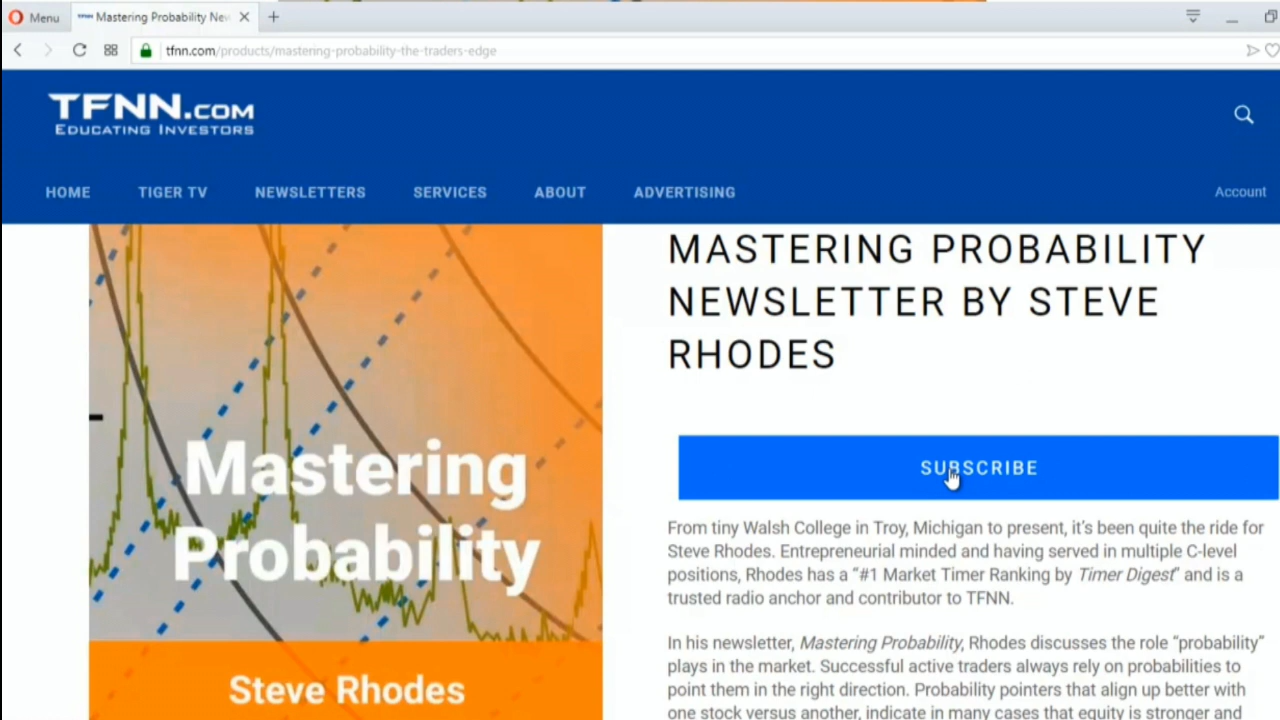 Menu
TFNN Mastering Probability New
tfnn.com/products/mastering-probability-the-traders-edge
TFNN.COM
EDUCATING INVESTORS
HOME TIGER TV NEWSLETTERS SERVICES ABOUT ADVERTISING Account
Mastering
Probability
Steve Rhodes
MASTERING PROBABILITY
NEWSLETTER BY STEVE
RHODES
SUBSCRIBE
From tiny Walsh College in Troy, Michigan to present, it's been quite the ride for
Steve Rhodes. Entrepreneurial minded and having served in multiple C-level
positions, Rhodes has a “#1 Market Timer Ranking by Timer Digest” and is a
trusted radio anchor and contributor to TFNN.
In his newsletter, Mastering Probability, Rhodes discusses the role “probability”
plays in the market. Successful active traders always rely on probabilities to
point them in the right direction. Probability pointers that align up better with
one stock versus another, indicate in many cases that equity is stronger and